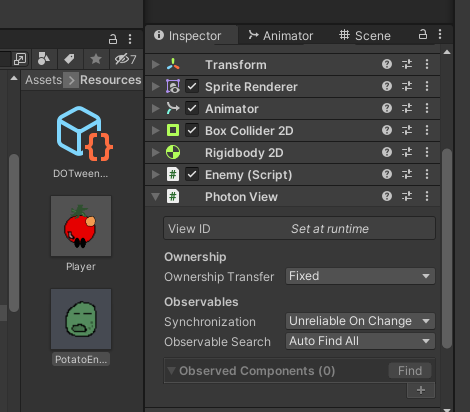 Inspector
Animator
Scene
7
Assets
Resources
DOTween...
Player
PotatoEn...
Transform
Sprite Renderer
Animator
Box Collider 2D
Rigidbody 2D
Enemy (Script)
Photon View
View ID Set at runtime
Ownership
Ownership Transfer Fixed
Observables
Synchronization Unreliable On Change
Observable Search Auto Find All
Observed Components (0) Find